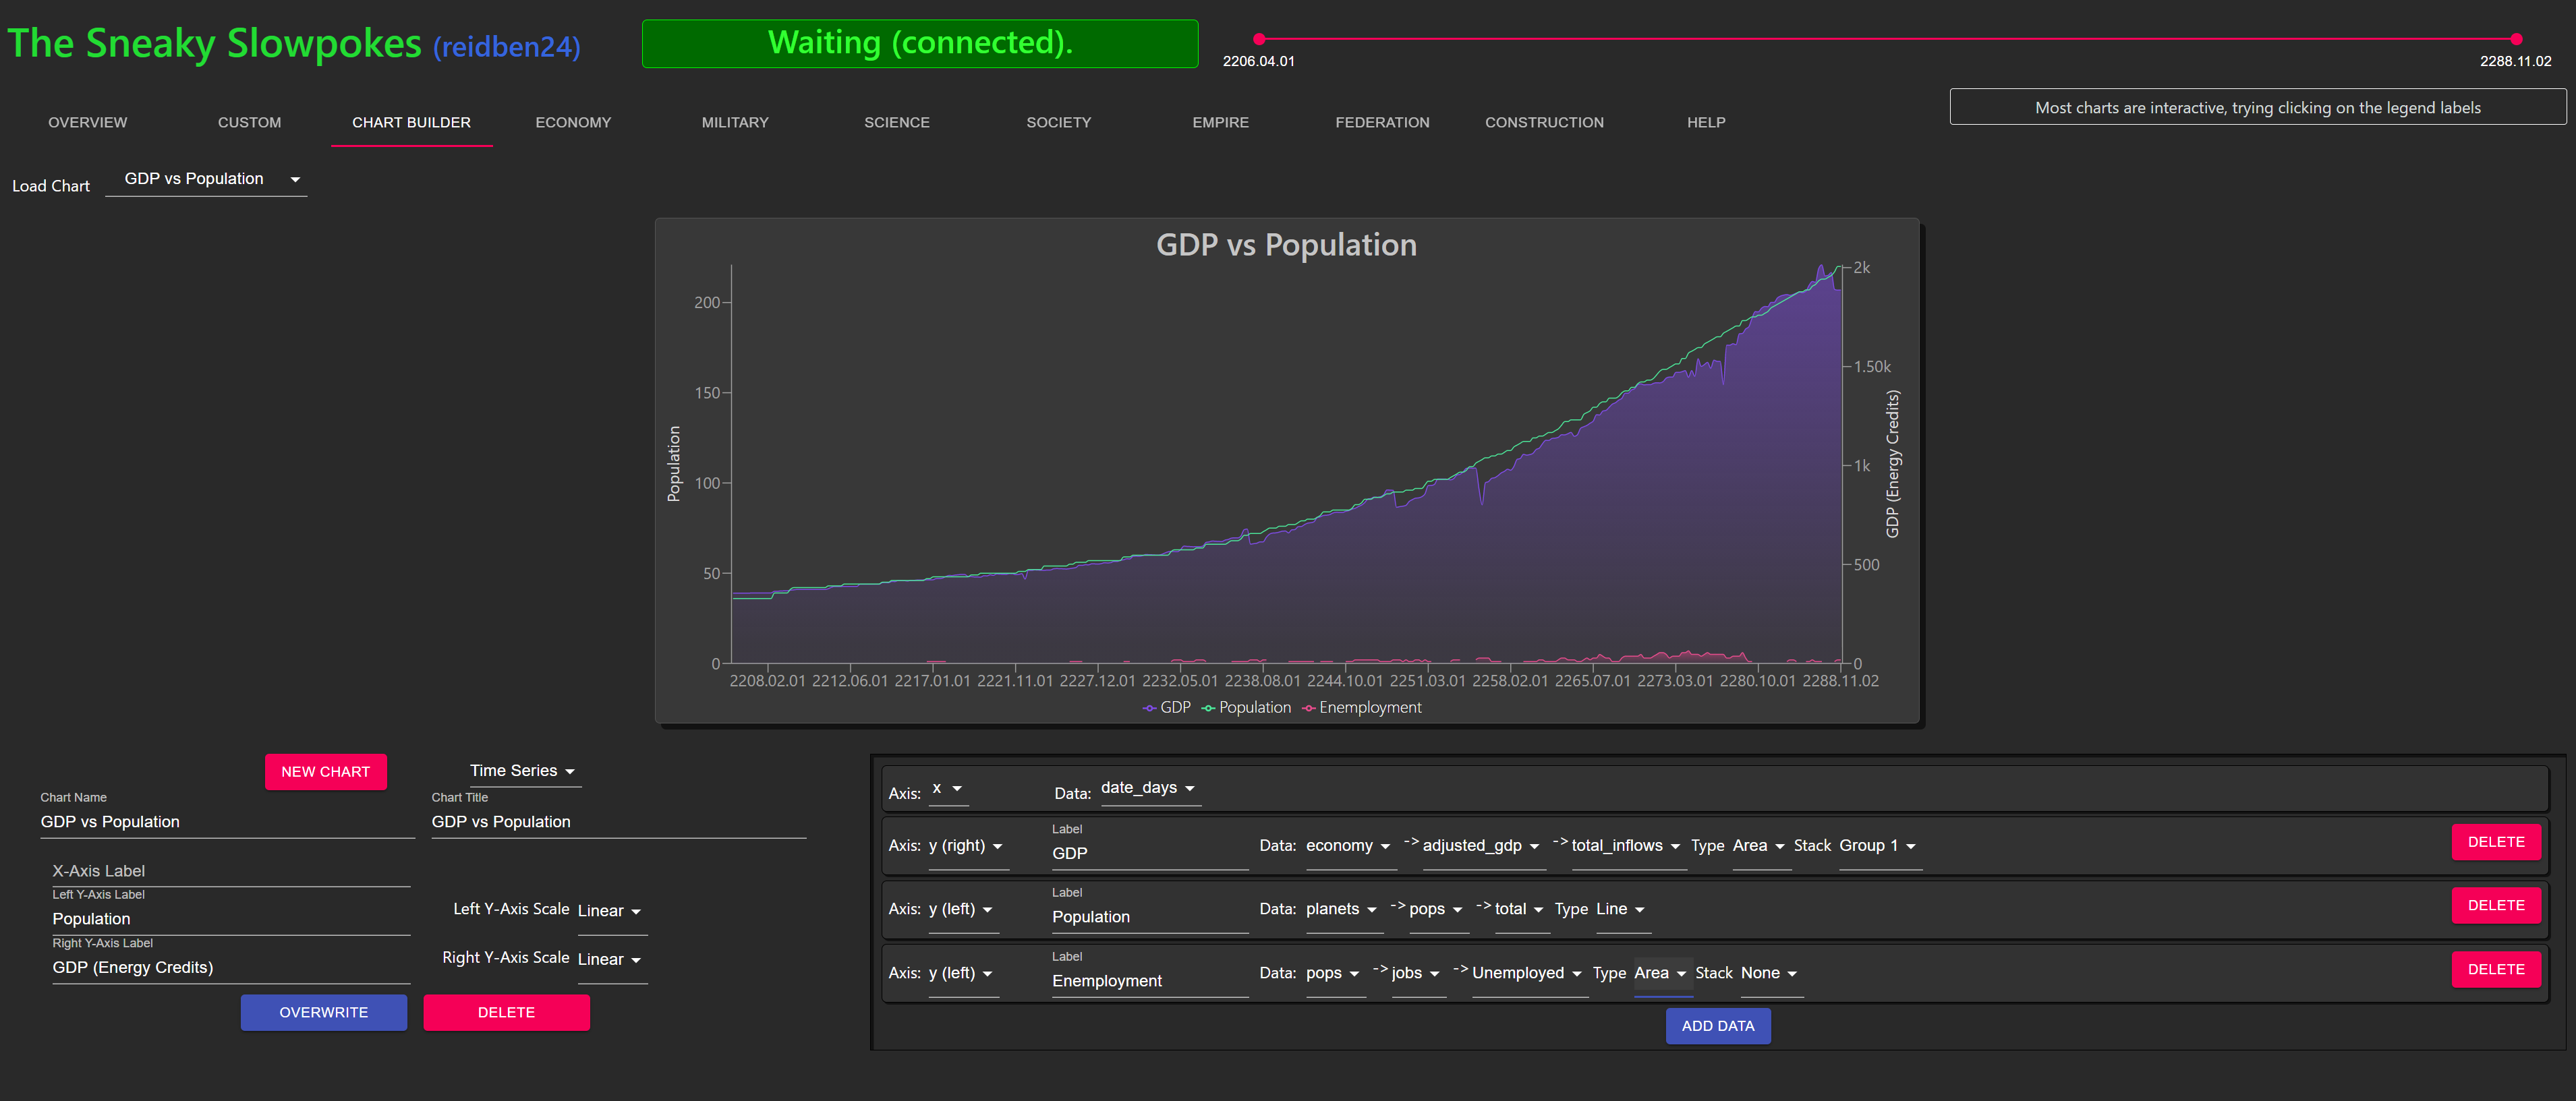 The Sneaky Slowpokes (reidben24)
Waiting (connected).
2206.04.01
2288.11.02
Most charts are interactive, trying clicking on the legend labels
OVERVIEW CUSTOM CHART BUILDER ECONOMY MILITARY SCIENCE SOCIETY EMPIRE FEDERATION CONSTRUCTION HELP
Load Chart GDP vs Population
GDP vs Population
Population
200
150
100
50
0
2k
1.50k
1k
500
0
GDP (Energy Credits)
2208.02.01 2212.06.01 2217.01.01 2221.11.01 2227.12.01 2232.05.01 2238.08.01 2244.10.01 2251.03.01 2258.02.01 2265.07.01 2273.03.01 2280.10.01 2288.11.02
GDP Population Enemployment
NEW CHART
Time Series
Chart Name
GDP vs Population
Chart Title
GDP vs Population
X-Axis Label
Left Y-Axis Label
Population
Left Y-Axis Scale Linear
Right Y-Axis Label
GDP (Energy Credits)
Right Y-Axis Scale Linear
OVERWRITE
DELETE
Axis: x Data: date_days
Label
Axis: y (right) GDP Data: economy -> adjusted_gdp -> total_inflows Type Area Stack Group 1 DELETE
Label
Axis: y (left) Population Data: planets -> pops -> total Type Line DELETE
Label
Axis: y (left) Enemployment Data: pops -> jobs -> Unemployed Type Area Stack None DELETE
ADD DATA